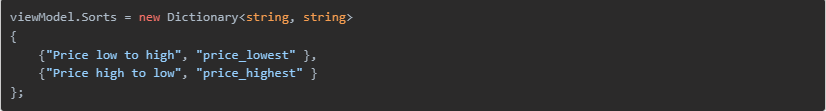 viewModel.Sorts = new Dictionary<string, string>
{
    {"Price low to high", "price_lowest" },
    {"Price high to low", "price_highest" }
};